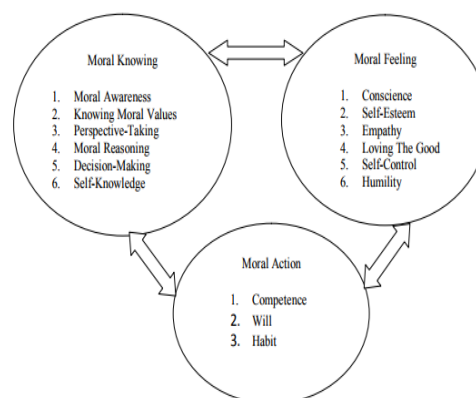 Moral Knowing
1. Moral Awareness
2. Knowing Moral Values
3. Perspective-Taking
4. Moral Reasoning
5. Decision-Making
6. Self-Knowledge
Moral Feeling
1. Conscience
2. Self-Esteem
3. Empathy
4. Loving The Good
5. Self-Control
6. Humility
Moral Action
1. Competence
2. Will
3. Habit